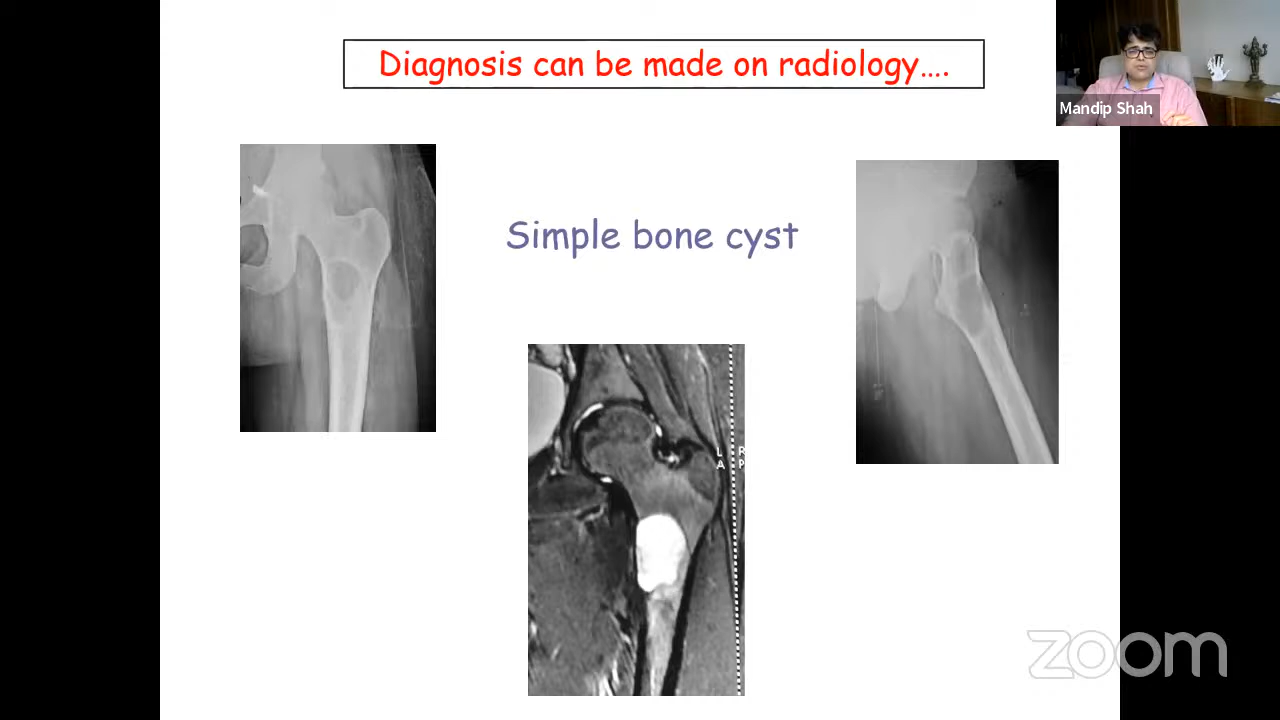 Diagnosis can be made on radiology....
Mandip Shah
Simple bone cyst
L R
A P
zoom